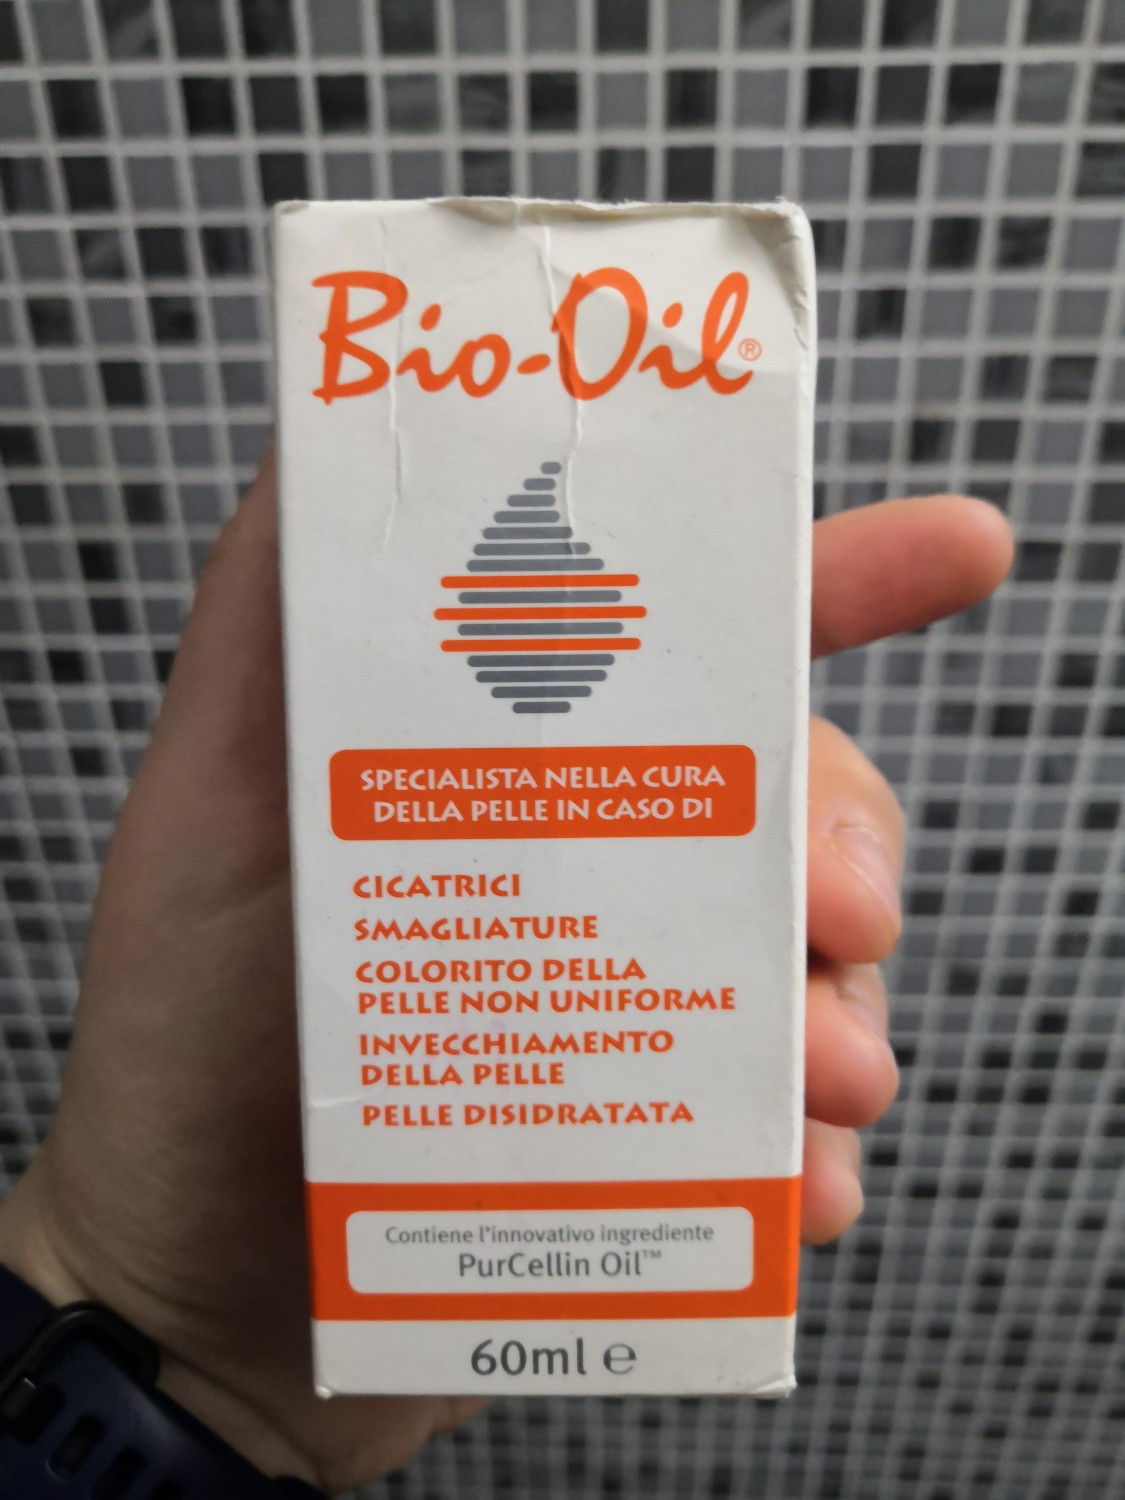 Bio-Oil®
SPECIALISTA NELLA CURA
DELLA PELLE IN CASO DI
CICATRICI
SMAGLIATURE
COLORITO DELLA
PELLE NON UNIFORME
INVECCHIAMENTO
DELLA PELLE
PELLE DISIDRATATA
Contiene l'innovativo ingrediente
PurCellin Oil™
60ml ℮